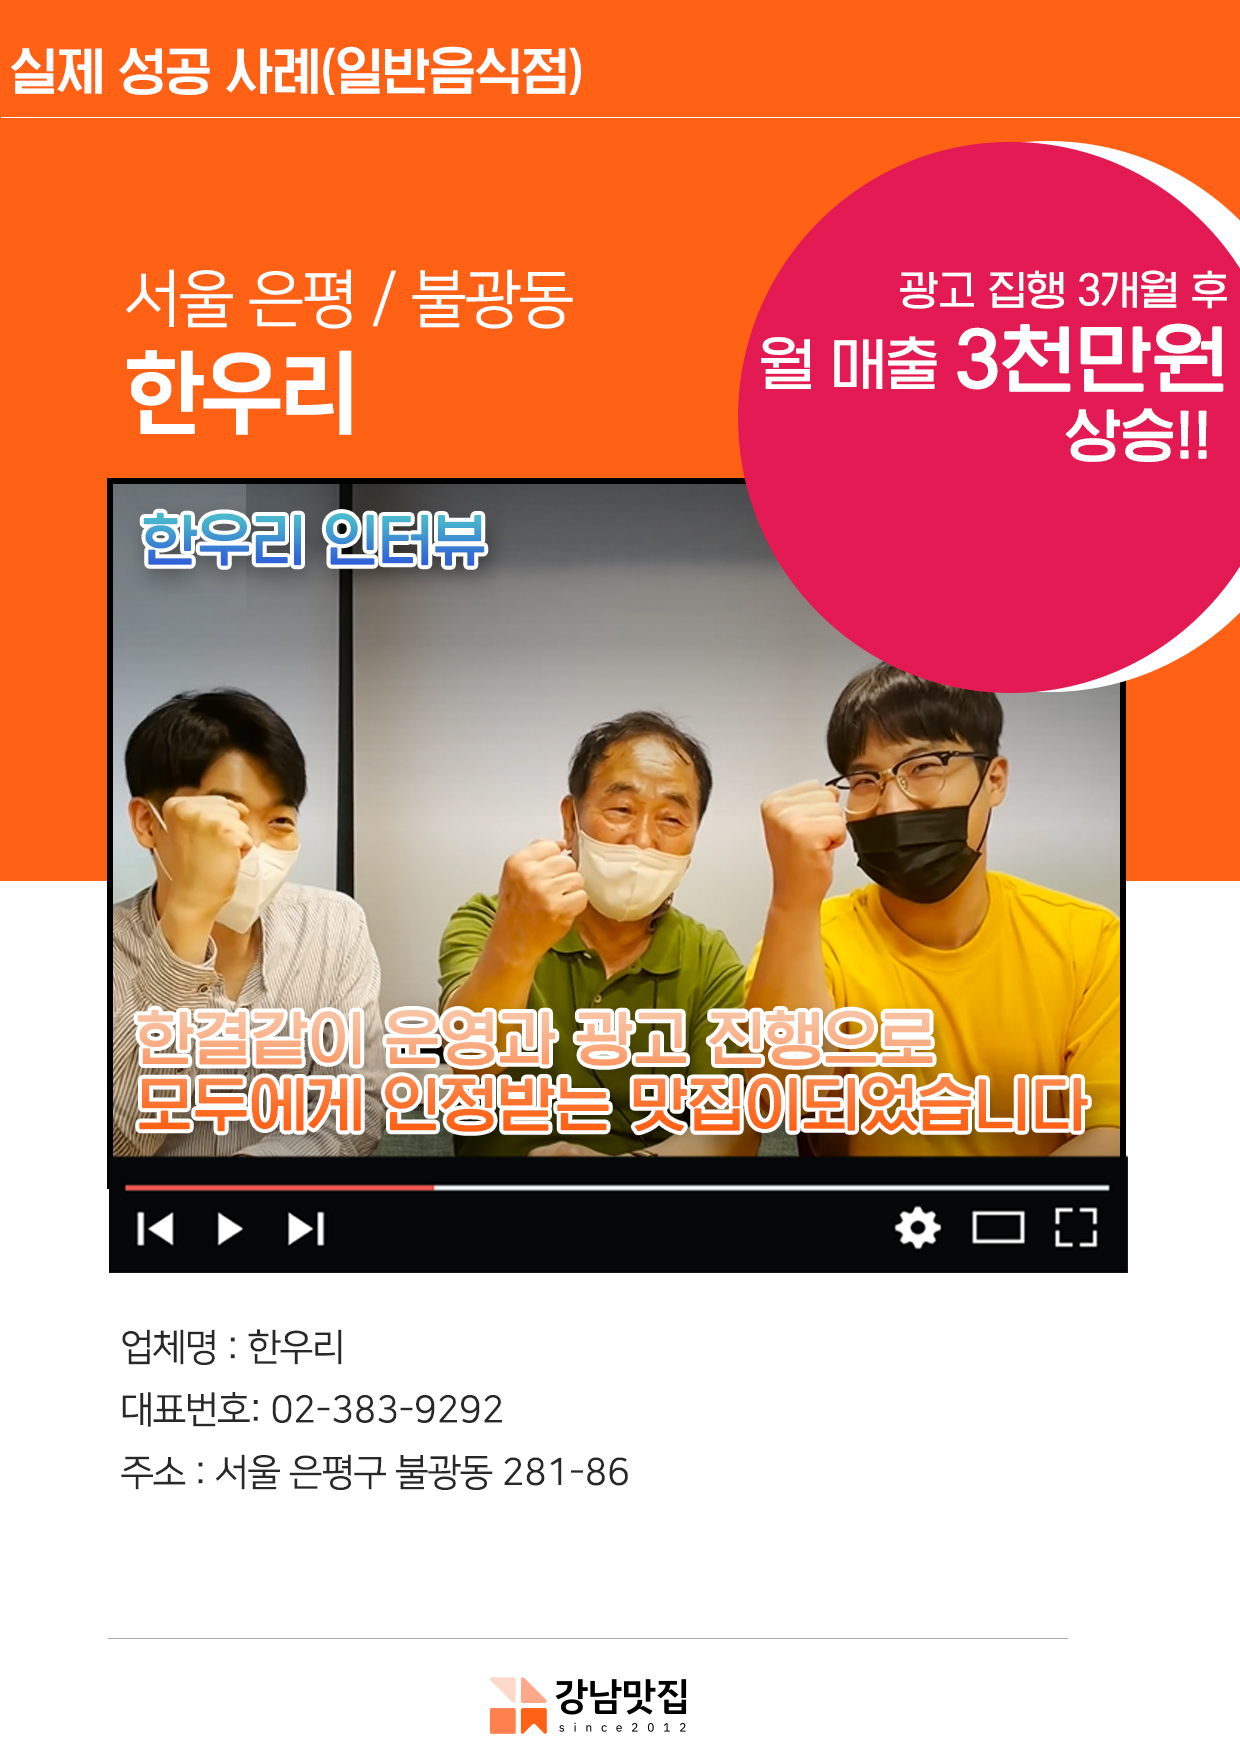 실제 성공 사례(일반음식점)
서울 은평 / 불광동
한우리
광고 집행 3개월 후
월 매출 3천만원
상승!!
한우리 인터뷰
한결같이 운영과 광고 진행으로
모두에게 인정받는 맛집이되었습니다
업체명 : 한우리
대표번호: 02-383-9292
주소 : 서울 은평구 불광동 281-86
강남맛집
since2012